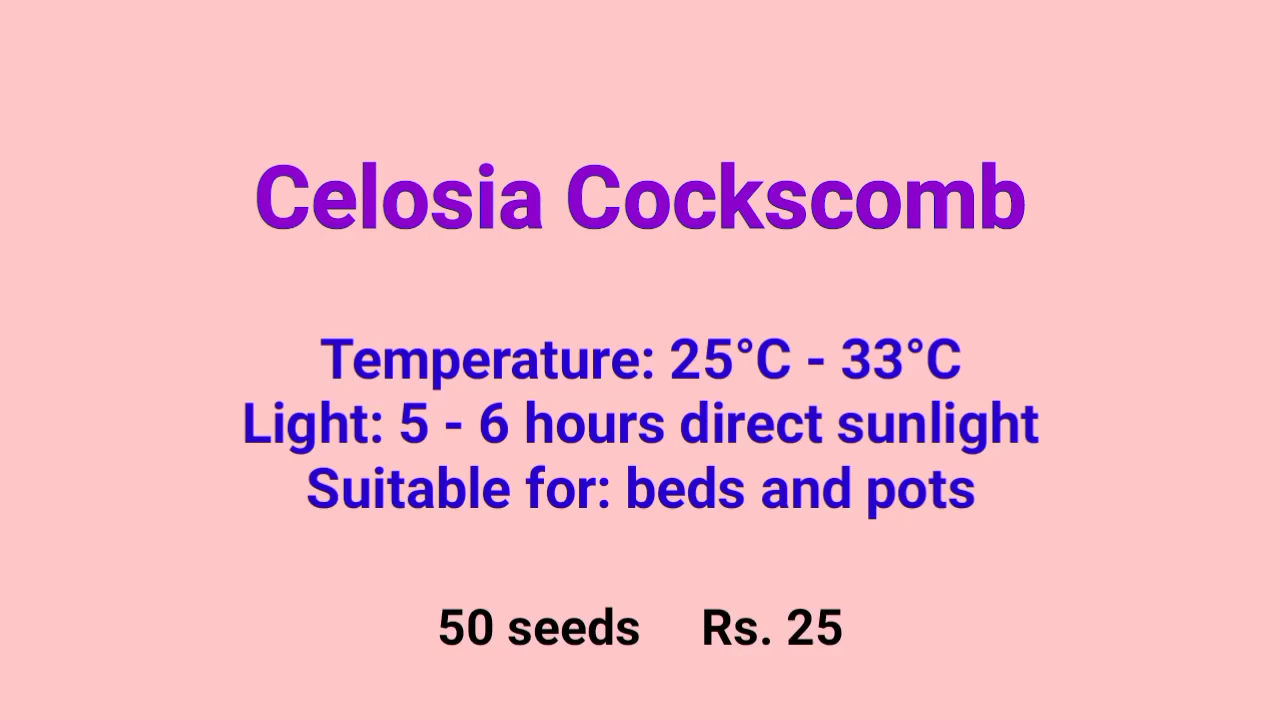 Celosia Cockscomb
Temperature: 25°C - 33°C
Light: 5 - 6 hours direct sunlight
Suitable for: beds and pots
50 seeds Rs. 25